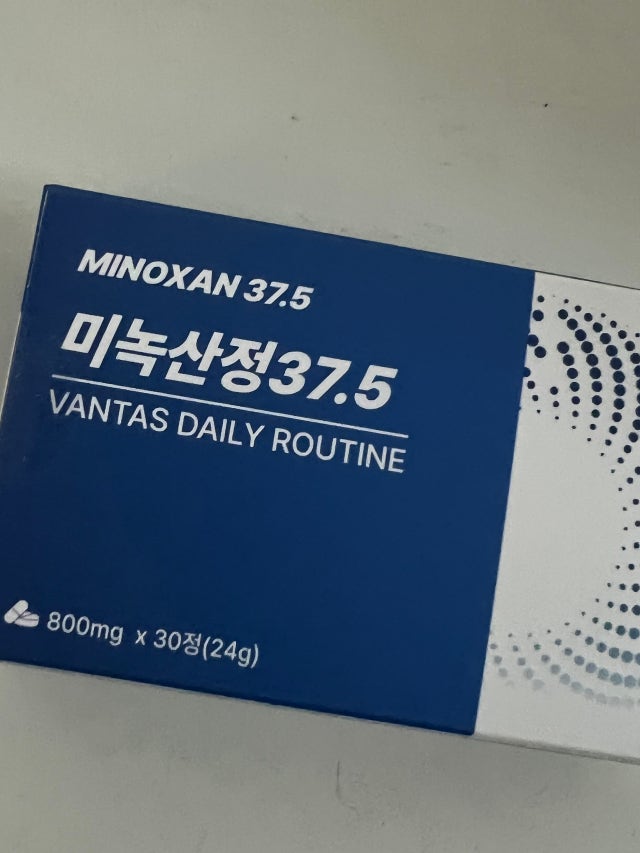 MINOXAN 37.5
미녹산정37.5
VANTAS DAILY ROUTINE
800mg x 30정(24g)